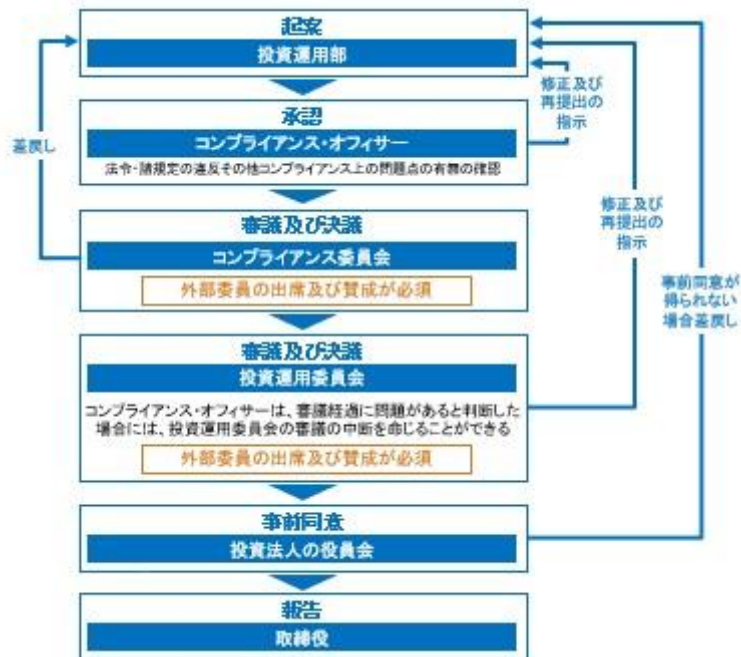 起案
投資運用部
修正及び
再提出の
指示
承認
コンプライアンス・オフィサー
法令・諸規定の違反その他コンプライアンス上の問題点の有無の確認
差戻し
審議及び決議
コンプライアンス委員会
外部委員の出席及び賛成が必須
修正及び
再提出の
指示
事前同意が
得られない
場合差戻し
審議及び決議
投資運用委員会
コンプライアンス・オフィサーは、審議経過に問題があると判断した
場合には、投資運用委員会の審議の中断を命じることができる
外部委員の出席及び賛成が必須
事前同意
投資法人の役員会
報告
取締役